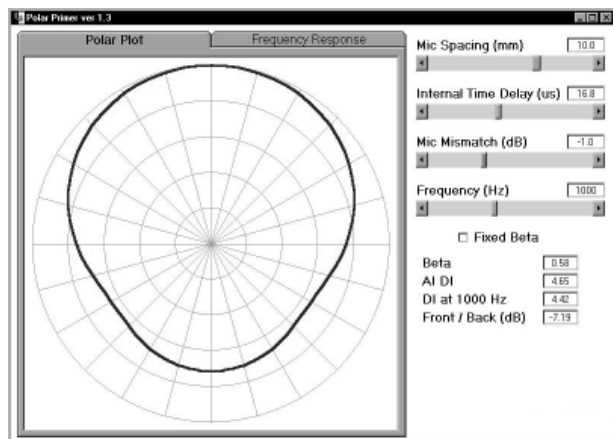 Polar Primer ver 1.3
Polar Plot
Frequency Response
Mic Spacing (mm) 10.0
Internal Time Delay (us) 16.8
Mic Mismatch (dB) -1.0
Frequency (Hz) 1000
Fixed Beta
Beta 0.58
AI DI 4.65
DI at 1000 Hz 4.42
Front / Back (dB) -7.19